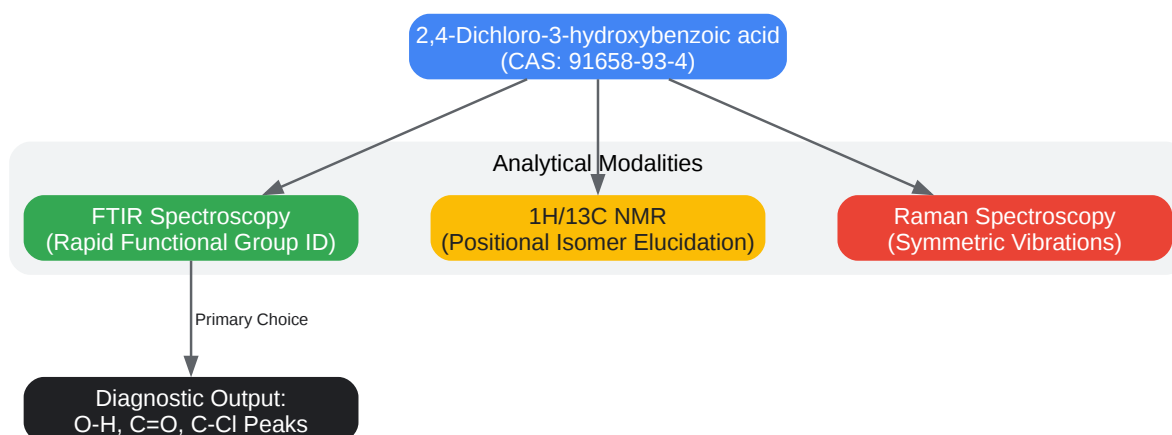 2,4-Dichloro-3-hydroxybenzoic acid
(CAS: 91658-93-4)
Analytical Modalities
FTIR Spectroscopy
(Rapid Functional Group ID)
1H/13C NMR
(Positional Isomer Elucidation)
Raman Spectroscopy
(Symmetric Vibrations)
Primary Choice
Diagnostic Output:
O-H, C=O, C-Cl Peaks